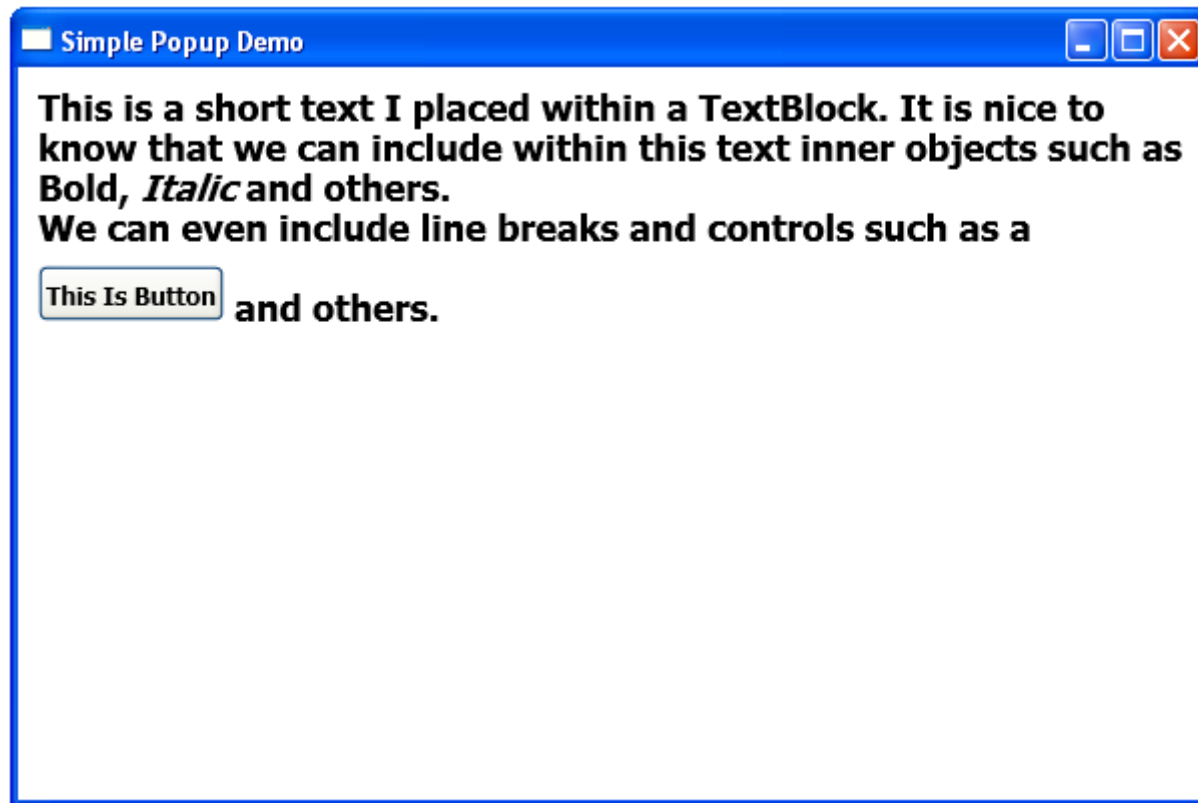 Simple Popup Demo
This is a short text I placed within a TextBlock. It is nice to
know that we can include within this text inner objects such as
Bold, Italic and others.
We can even include line breaks and controls such as a
This Is Button and others.